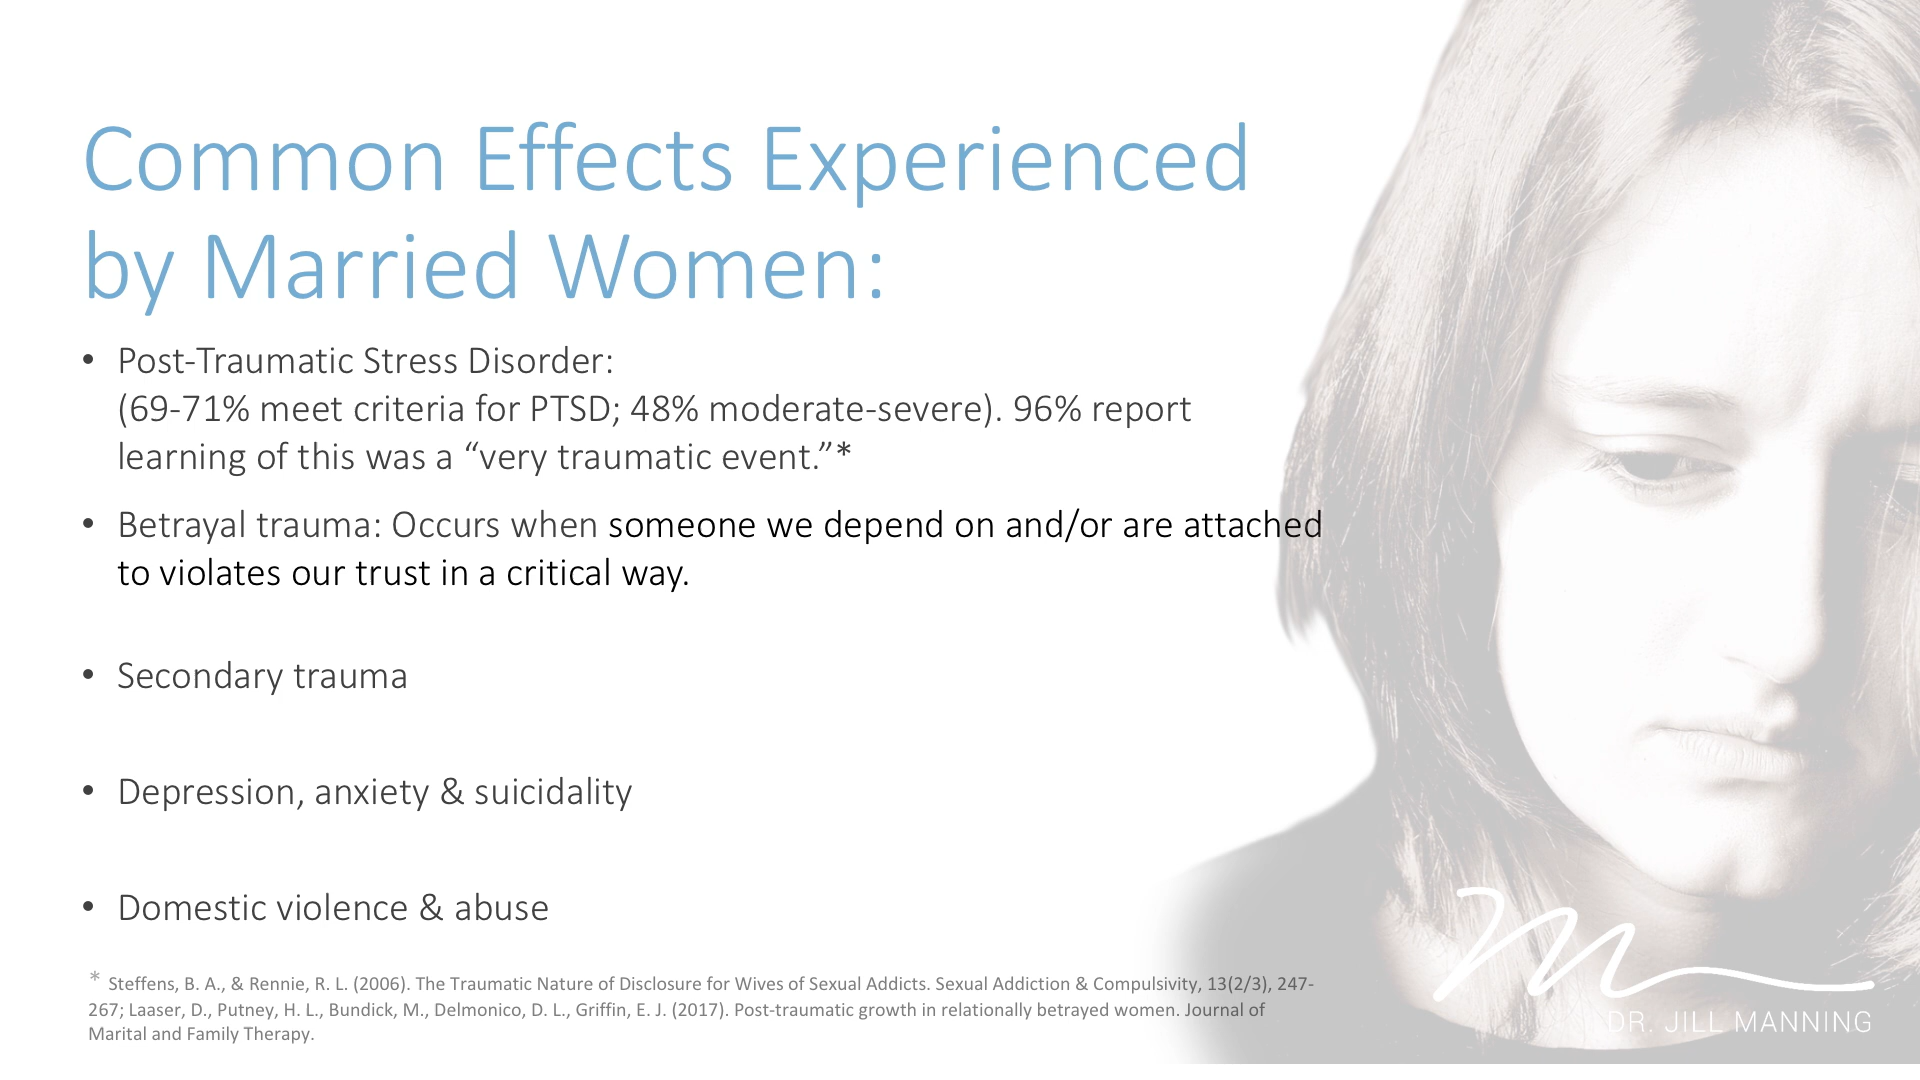 Common Effects Experienced
by Married Women:
• Post-Traumatic Stress Disorder:
(69-71% meet criteria for PTSD; 48% moderate-severe). 96% report
learning of this was a “very traumatic event.”*
• Betrayal trauma: Occurs when someone we depend on and/or are attached
to violates our trust in a critical way.
• Secondary trauma
• Depression, anxiety & suicidality
• Domestic violence & abuse
* Steffens, B. A., & Rennie, R. L. (2006). The Traumatic Nature of Disclosure for Wives of Sexual Addicts. Sexual Addiction & Compulsivity, 13(2/3), 247-
267; Laaser, D., Putney, H. L., Bundick, M., Delmonico, D. L., Griffin, E. J. (2017). Post-traumatic growth in relationally betrayed women. Journal of
Marital and Family Therapy.
DR. JILL MANNING